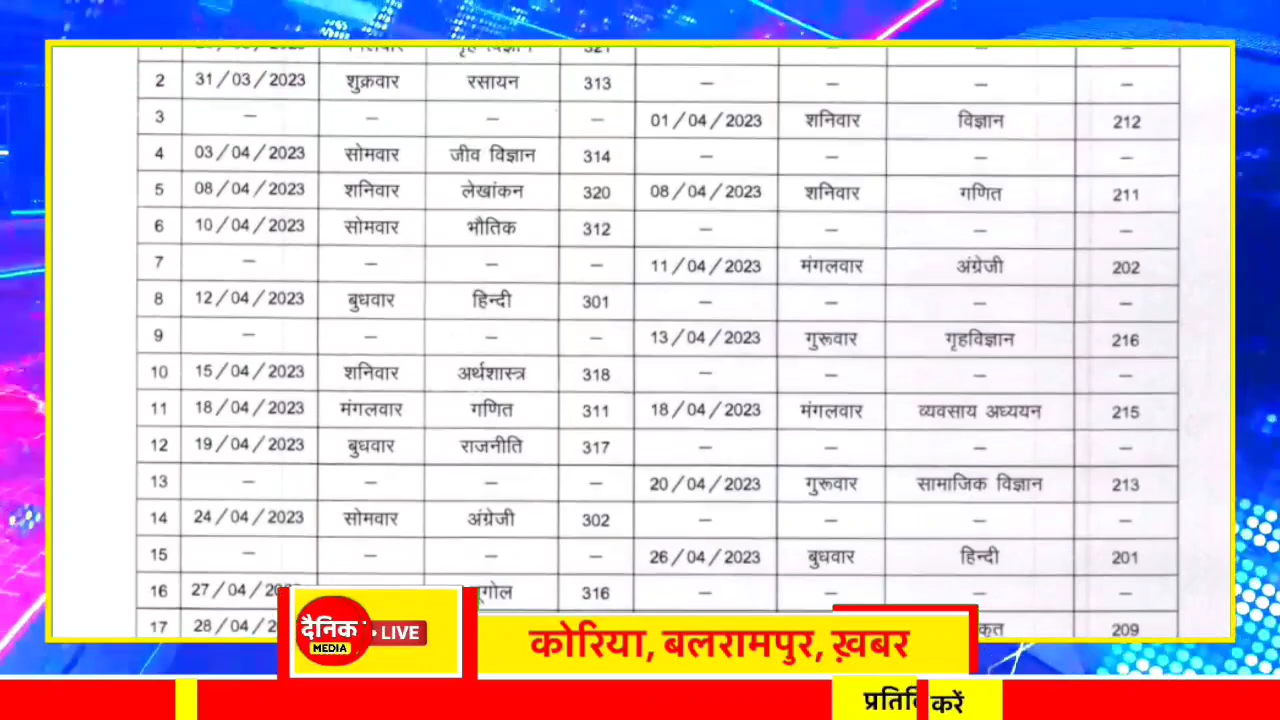 321
2 31/03/2023 शुक्रवार रसायन 313 – – – –
3 – – – – 01/04/2023 शनिवार विज्ञान 212
4 03/04/2023 सोमवार जीव विज्ञान 314 – – – –
5 08/04/2023 शनिवार लेखांकन 320 08/04/2023 शनिवार गणित 211
6 10/04/2023 सोमवार भौतिक 312 – – – –
7 – – – – 11/04/2023 मंगलवार अंग्रेजी 202
8 12/04/2023 बुधवार हिन्दी 301 – – – –
9 – – – – 13/04/2023 गुरूवार गृहविज्ञान 216
10 15/04/2023 शनिवार अर्थशास्त्र 318 – – – –
11 18/04/2023 मंगलवार गणित 311 18/04/2023 मंगलवार व्यवसाय अध्ययन 215
12 19/04/2023 बुधवार राजनीति 317 – – – –
13 – – – – 20/04/2023 गुरूवार सामाजिक विज्ञान 213
14 24/04/2023 सोमवार अंग्रेजी 302 – – – –
15 – – – – 26/04/2023 बुधवार हिन्दी 201
16 27/04/ 316 – – – –
17 28/04/ 209
दैनिक
MEDIA
• LIVE
कोरिया, बलरामपुर, ख़बर
करें